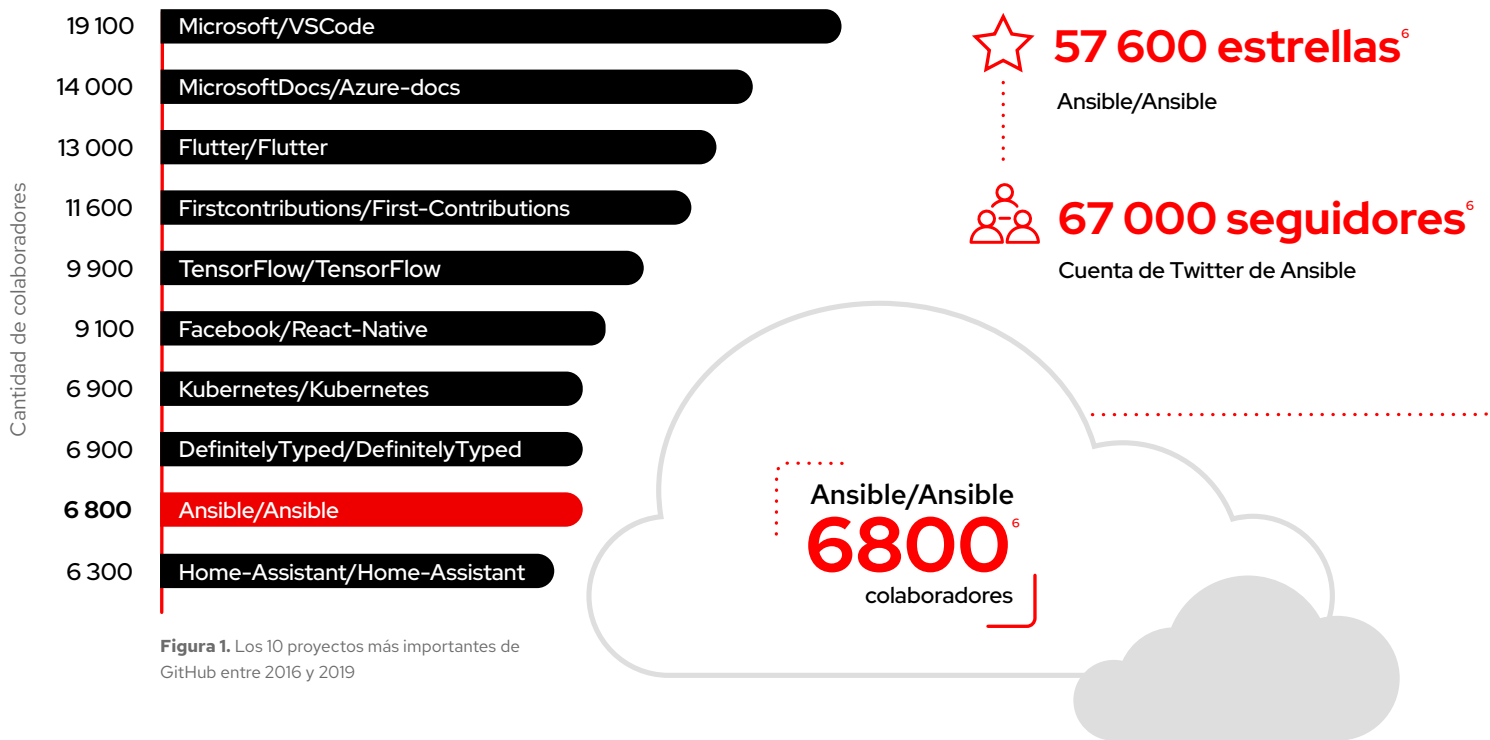 Cantidad de colaboradores
19 100 Microsoft/VSCode
14 000 MicrosoftDocs/Azure-docs
13 000 Flutter/Flutter
11 600 Firstcontributions/First-Contributions
9 900 TensorFlow/TensorFlow
9 100 Facebook/React-Native
6 900 Kubernetes/Kubernetes
6 900 DefinitelyTyped/DefinitelyTyped
6 800 Ansible/Ansible
6 300 Home-Assistant/Home-Assistant
Figura 1. Los 10 proyectos más importantes de
GitHub entre 2016 y 2019
57 600 estrellas⁶
Ansible/Ansible
67 000 seguidores⁶
Cuenta de Twitter de Ansible
Ansible/Ansible
6800⁶
colaboradores